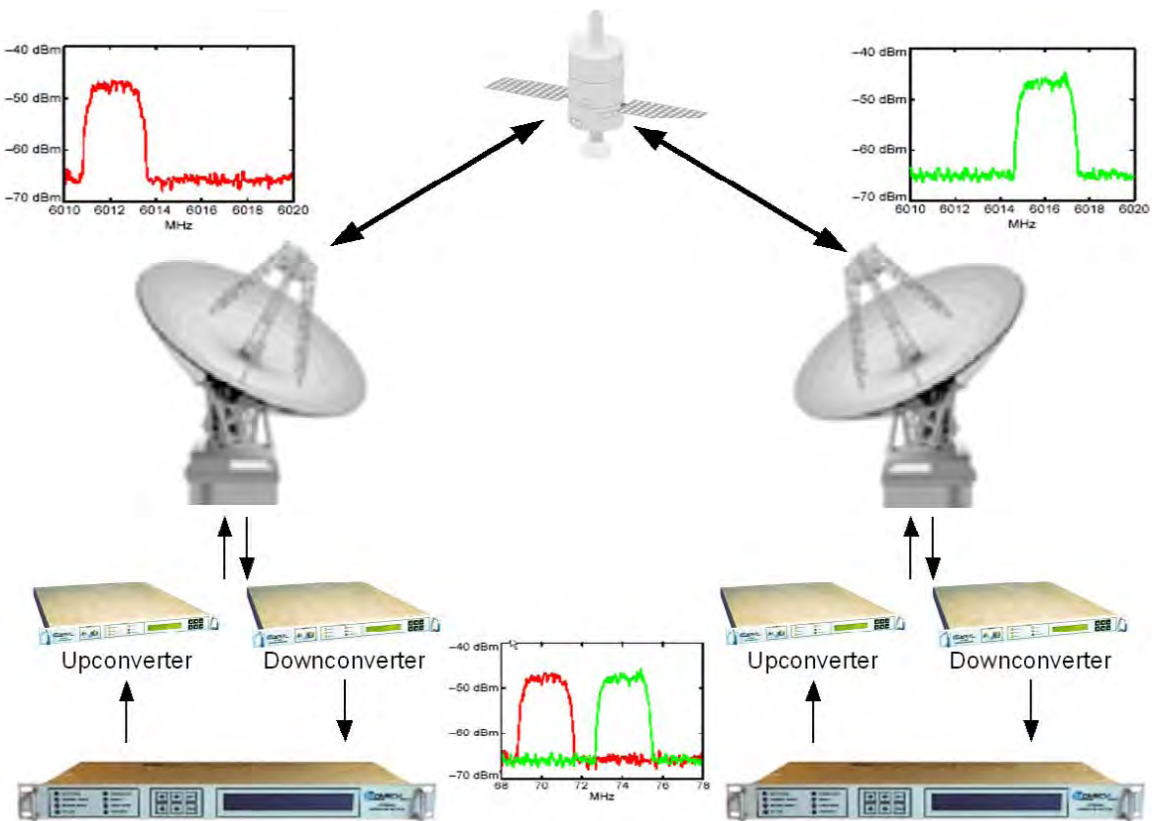 −40 dBm
−50 dBm
−60 dBm
−70 dBm
6010 6012 6014 6016 6018 6020
MHz
−40 dBm
−50 dBm
−60 dBm
−70 dBm
6010 6012 6014 6016 6018 6020
MHz
Upconverter
Downconverter
Upconverter
Downconverter
−40 dBm
−50 dBm
−60 dBm
−70 dBm
68 70 72 74 76 78
MHz